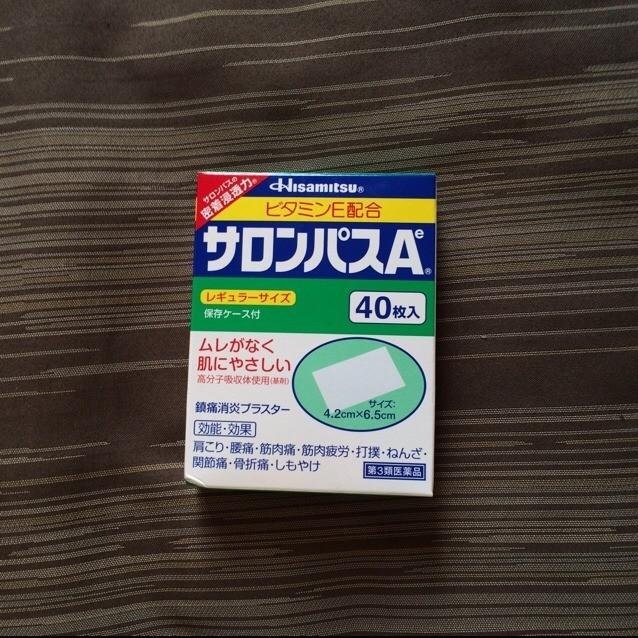 サロンパスの
密着浸透力®
Hisamitsu®
ビタミンE配合
サロンパスAe®
レギュラーサイズ
保存ケース付
40枚入
ムレがなく
肌にやさしい
高分子吸収体使用(基剤)
サイズ:
4.2cm×6.5cm
鎮痛消炎プラスター
効能・効果
肩こり・腰痛・筋肉痛・筋肉疲労・打撲・ねんざ・
関節痛・骨折痛・しもやけ
第3類医薬品